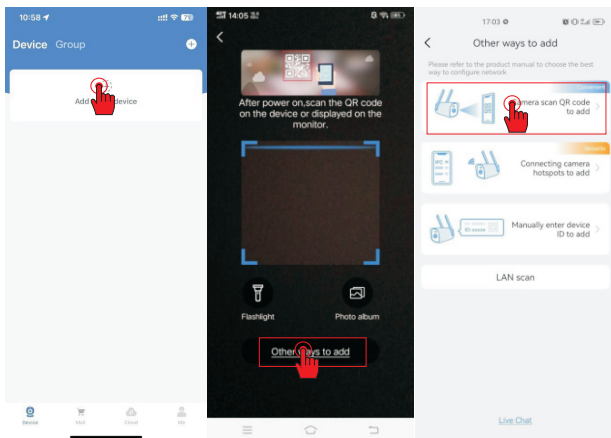 10:58
Device Group
Add device
Device
Mall
Cloud
Me
14:05
After power on,scan the QR code
on the device or displayed on the
monitor.
Flashlight
Photo album
Other ways to add
17:03
Other ways to add
Please refer to the product manual to choose the best
way to configure network
Camera scan QR code
to add
Connecting camera
hotspots to add
Manually enter device
ID to add
LAN scan
Live Chat